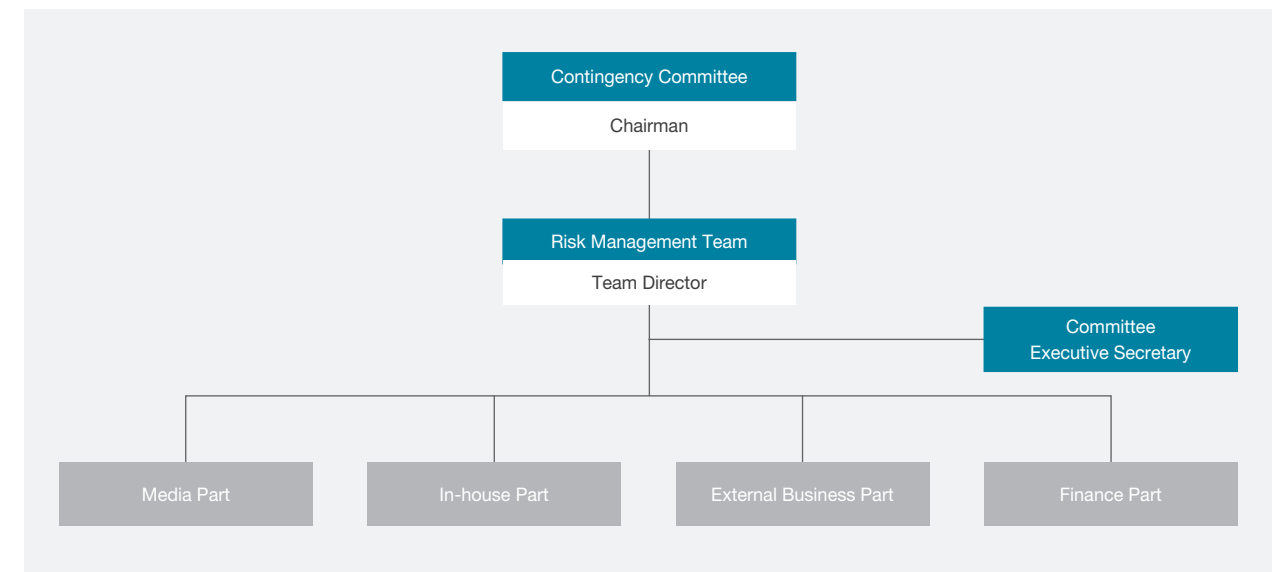 Contingency Committee
Chairman
Risk Management Team
Team Director
Committee
Executive Secretary
Media Part
In-house Part
External Business Part
Finance Part